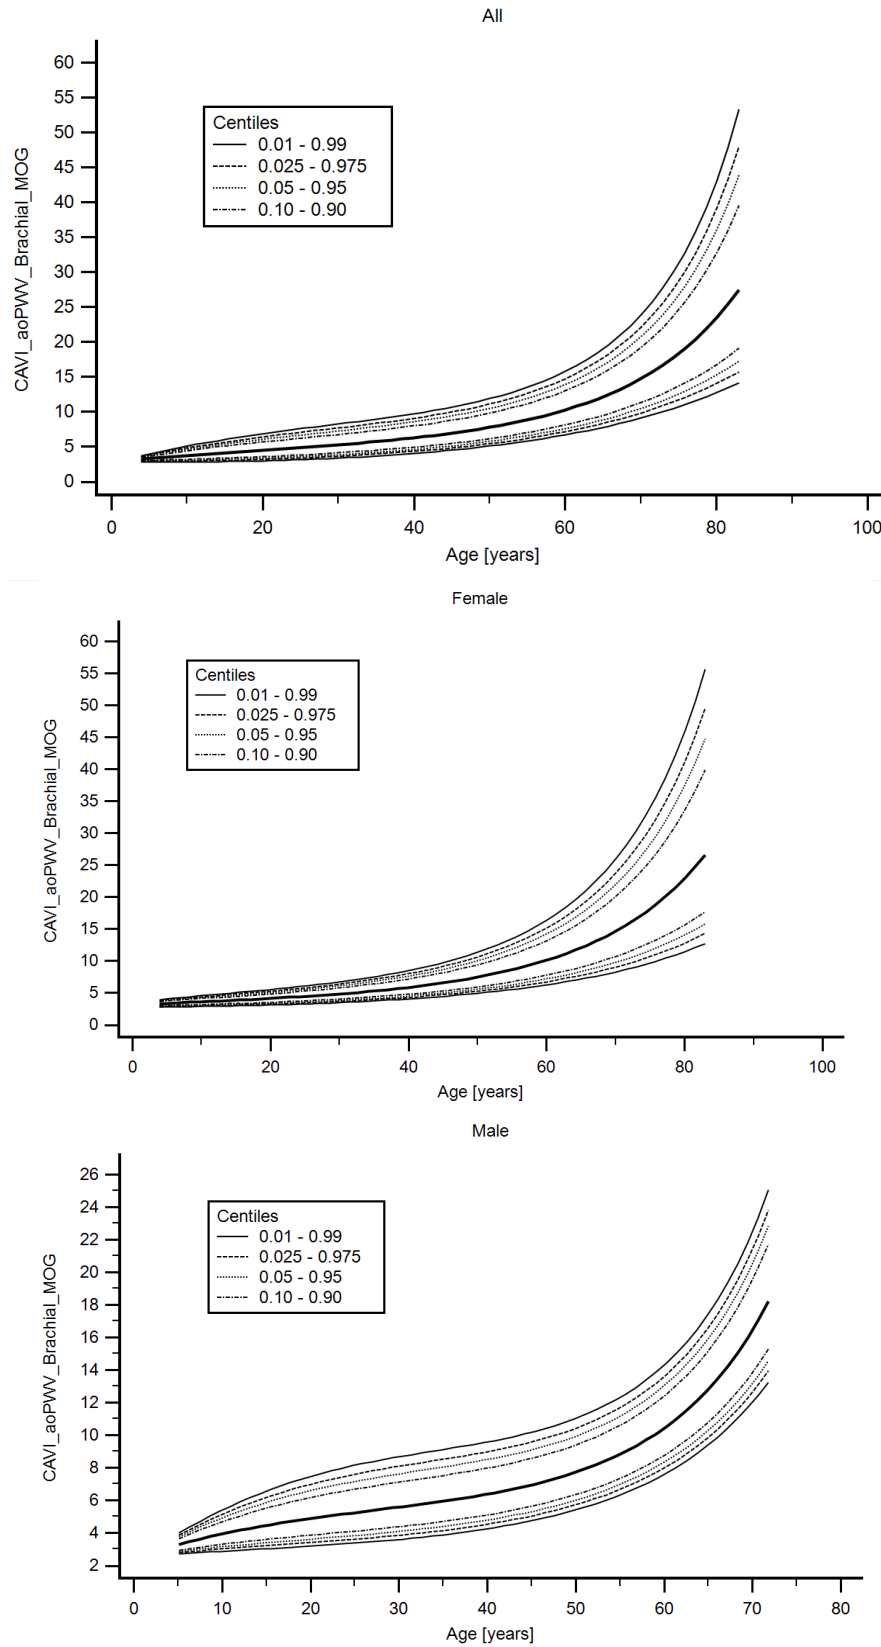 All
60
55
50
45
40
35
30
25
20
15
10
5
0
CAVI_aoPWV_Brachial_MOG
Centiles
0.01 - 0.99
0.025 - 0.975
0.05 - 0.95
0.10 - 0.90
0 20 40 60 80 100
Age [years]
Female
60
55
50
45
40
35
30
25
20
15
10
5
0
CAVI_aoPWV_Brachial_MOG
Centiles
0.01 - 0.99
0.025 - 0.975
0.05 - 0.95
0.10 - 0.90
0 20 40 60 80 100
Age [years]
Male
26
24
22
20
18
16
14
12
10
8
6
4
2
CAVI_aoPWV_Brachial_MOG
Centiles
0.01 - 0.99
0.025 - 0.975
0.05 - 0.95
0.10 - 0.90
0 10 20 30 40 50 60 70 80
Age [years]